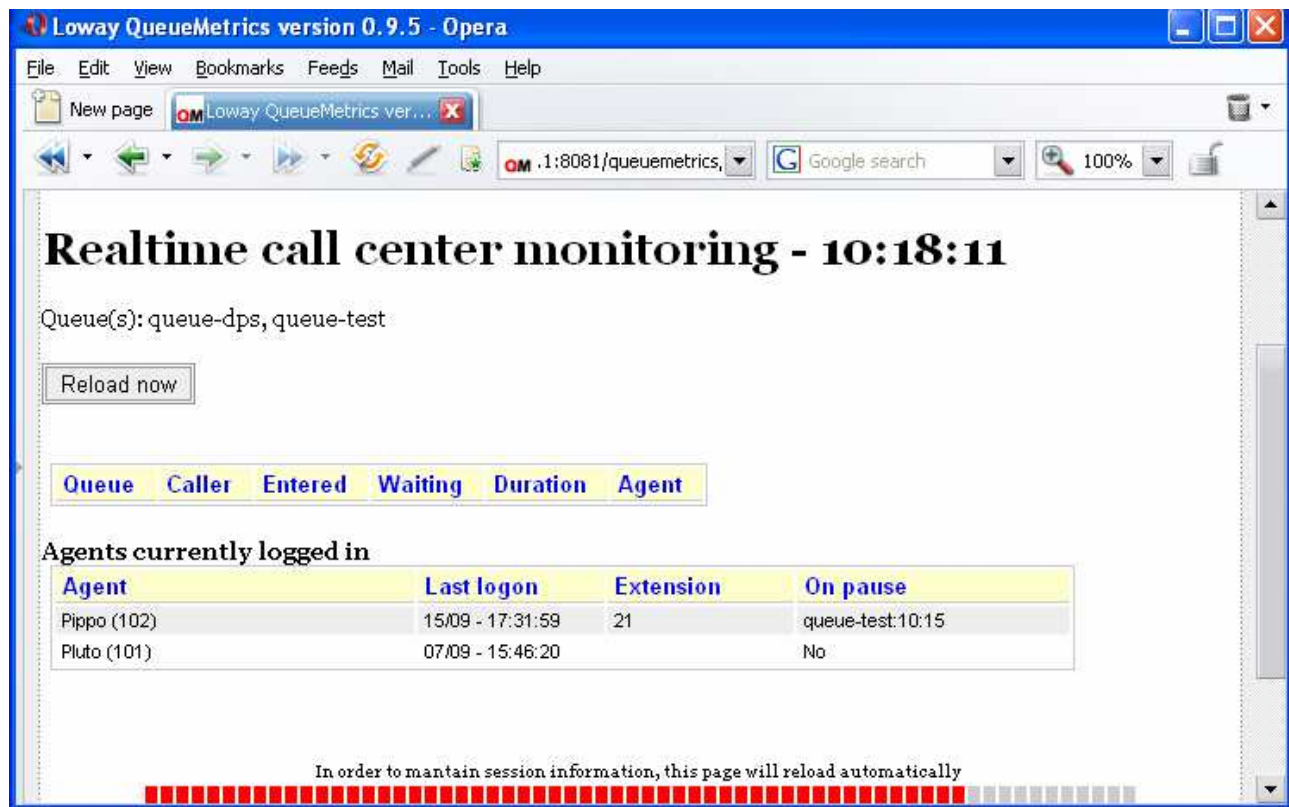 Loway QueueMetrics version 0.9.5 - Opera
File Edit View Bookmarks Feeds Mail Tools Help
New page QM Loway QueueMetrics ver...
QM .1:8081/queuemetrics, G Google search 100%
Realtime call center monitoring - 10:18:11
Queue(s): queue-dps, queue-test
Reload now
Queue Caller Entered Waiting Duration Agent
Agents currently logged in
Agent Last logon Extension On pause
Pippo (102) 15/09 - 17:31:59 21 queue-test:10:15
Pluto (101) 07/09 - 15:46:20 No
In order to mantain session information, this page will reload automatically